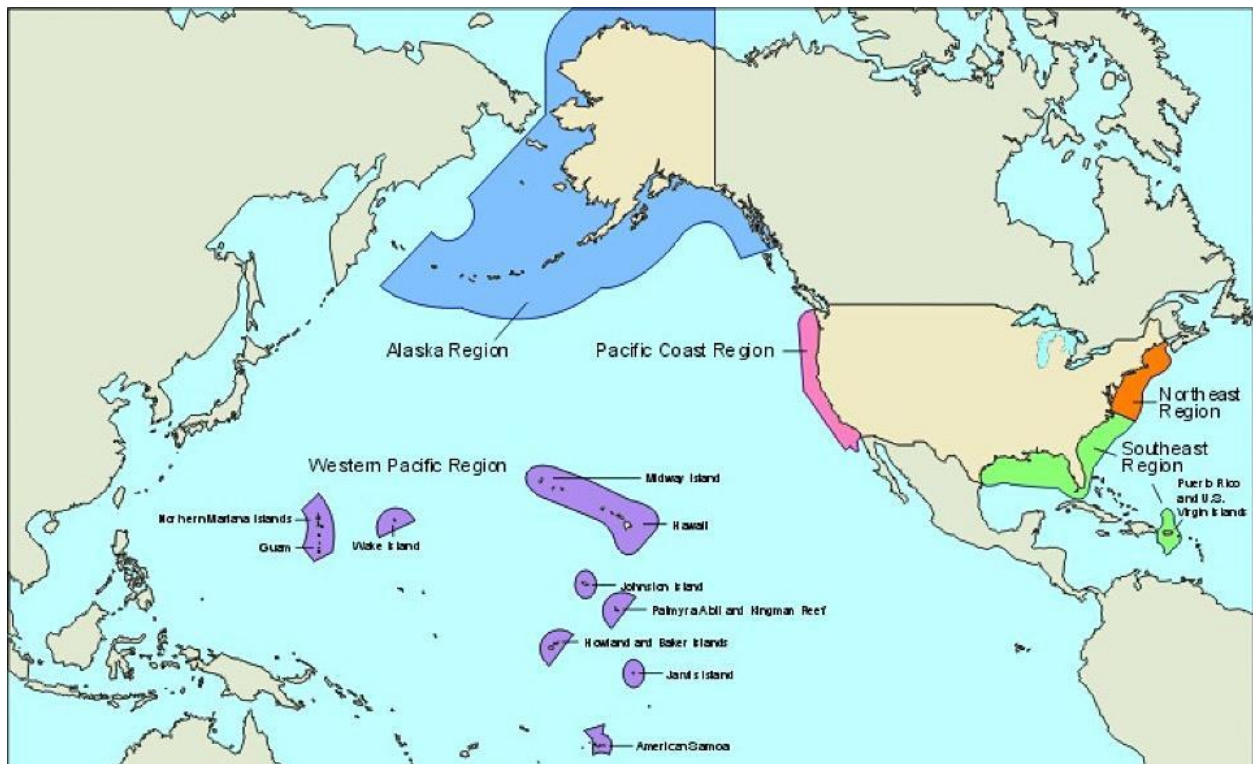 Alaska Region
Pacific Coast Region
Northeast
Region
Southeast
Region
Puerto Rico
and U.S.
Virgin Islands
Western Pacific Region
Midway Island
Northern Mariana Islands
Hawaii
Guam
Wake Island
Johnston Island
Palmyra Atoll and Kingman Reef
Howland and Baker Islands
Jarvis Island
American Samoa